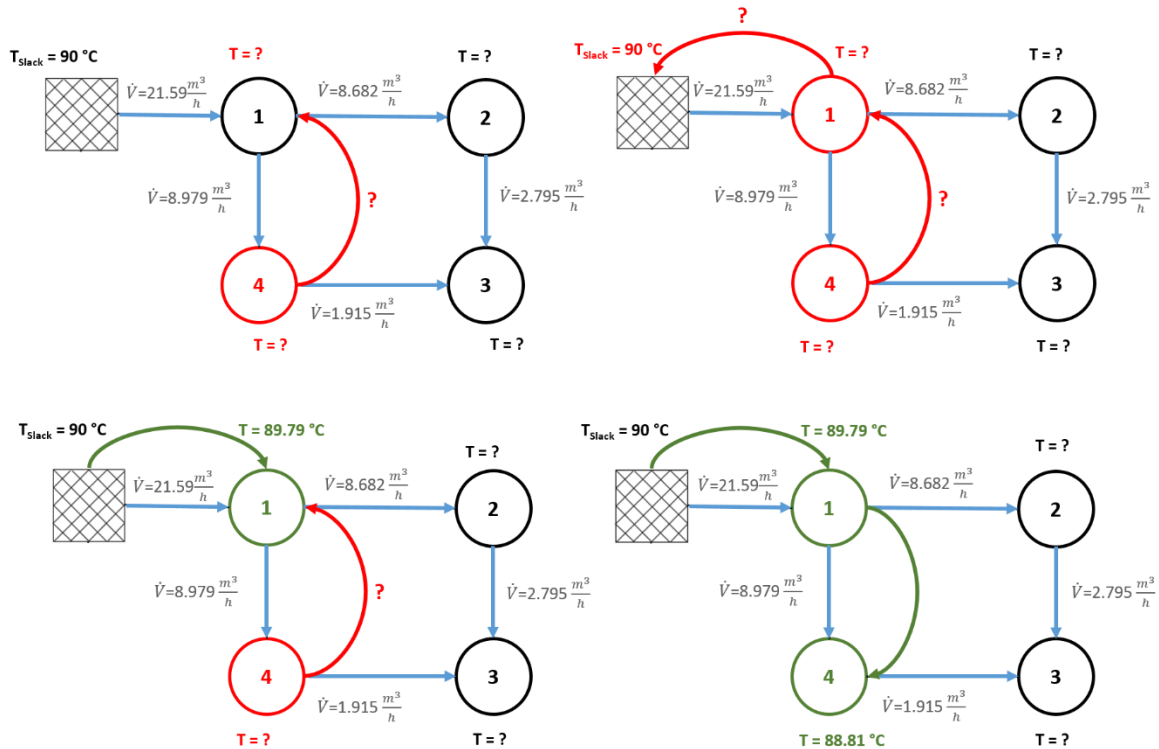 T_Slack = 90 °C
T = ?
T = ?
V̇=21.59 m³/h
1
V̇=8.682 m³/h
2
V̇=8.979 m³/h
?
V̇=2.795 m³/h
4
V̇=1.915 m³/h
3
T = ?
T = ?
?
T_Slack = 90 °C
T = ?
T = ?
V̇=21.59 m³/h
1
V̇=8.682 m³/h
2
V̇=8.979 m³/h
?
V̇=2.795 m³/h
4
V̇=1.915 m³/h
3
T = ?
T = ?
T_Slack = 90 °C
T = 89.79 °C
T = ?
V̇=21.59 m³/h
1
V̇=8.682 m³/h
2
V̇=8.979 m³/h
?
V̇=2.795 m³/h
4
V̇=1.915 m³/h
3
T = ?
T = ?
T_Slack = 90 °C
T = 89.79 °C
T = ?
V̇=21.59 m³/h
1
V̇=8.682 m³/h
2
V̇=8.979 m³/h
V̇=2.795 m³/h
4
V̇=1.915 m³/h
3
T = 88.81 °C
T = ?